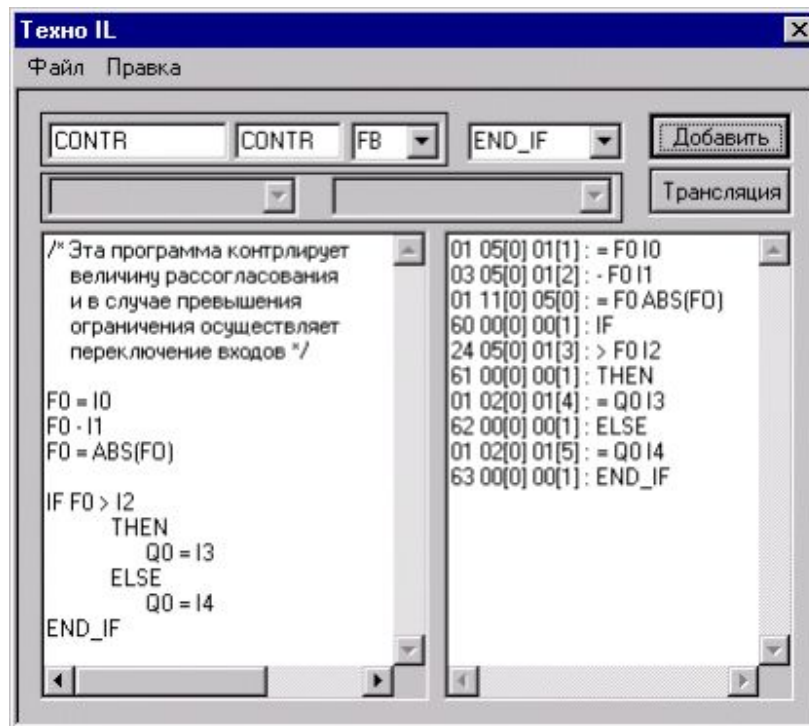 Техно IL
Файл Правка
CONTR CONTR FB END_IF Добавить
Трансляция
/* Эта программа контрлирует
величину рассогласования
и в случае превышения
ограничения осуществляет
переключение входов */
F0 = I0
F0 - I1
F0 = ABS(FO)
IF F0 > I2
THEN
Q0 = I3
ELSE
Q0 = I4
END_IF
01 05[0] 01[1] : = F0 I0
03 05[0] 01[2] : - F0 I1
01 11[0] 05[0] : = F0 ABS(FO)
60 00[0] 00[1] : IF
24 05[0] 01[3] : > F0 I2
61 00[0] 00[1] : THEN
01 02[0] 01[4] : = Q0 I3
62 00[0] 00[1] : ELSE
01 02[0] 01[5] : = Q0 I4
63 00[0] 00[1] : END_IF